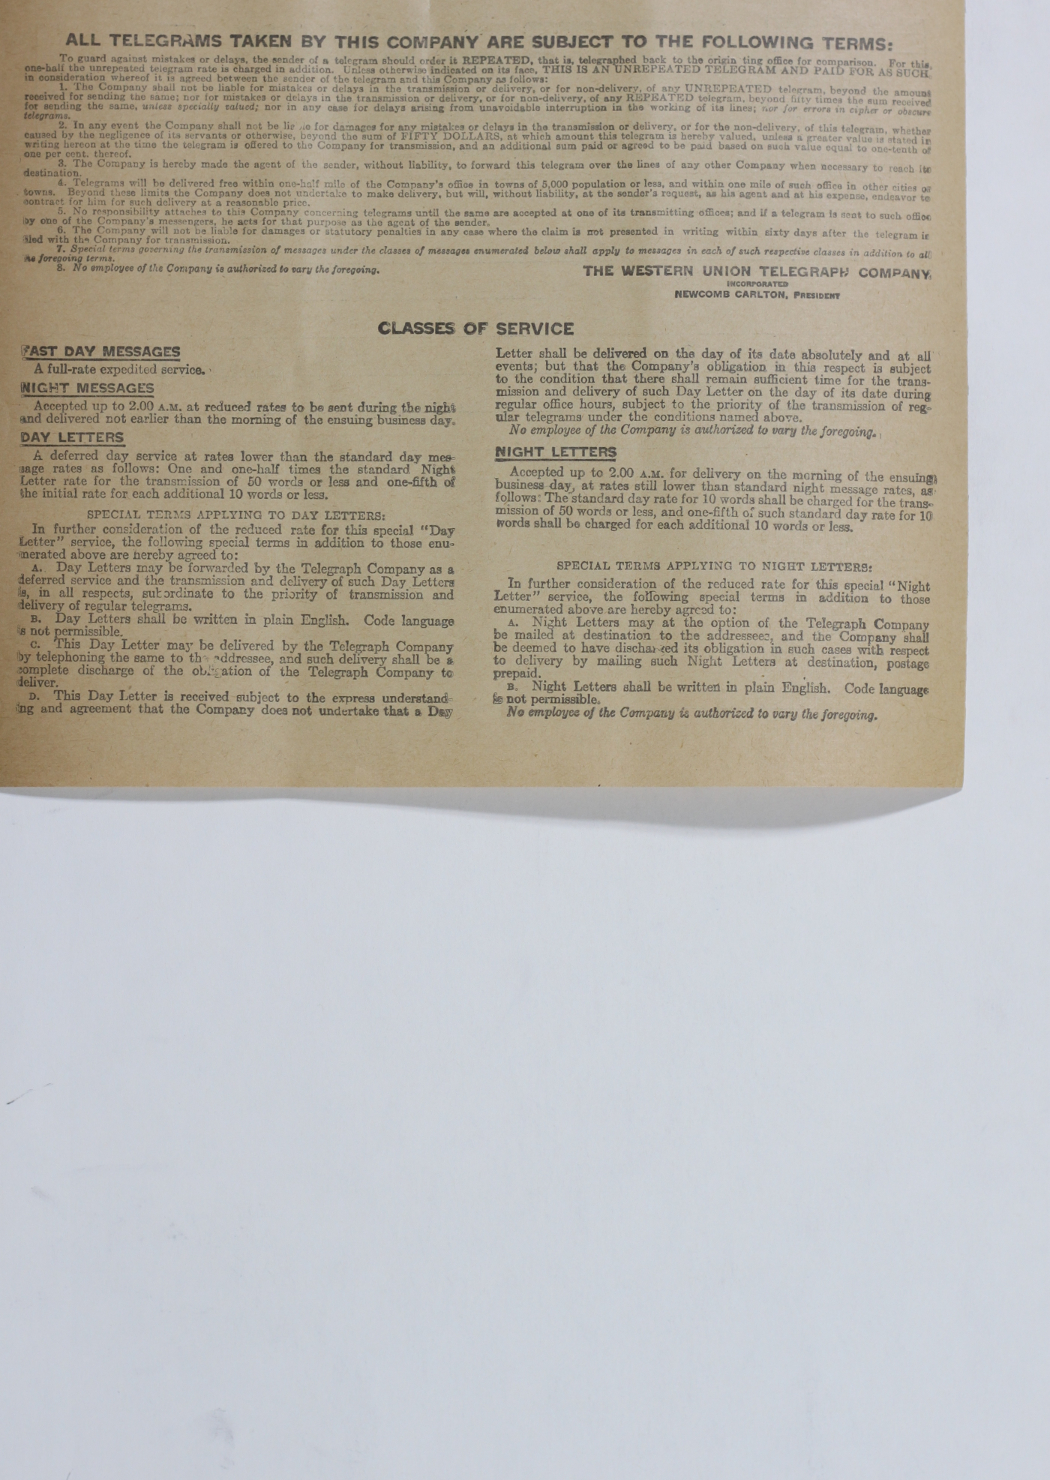 ALL TELEGRAMS TAKEN BY THIS COMPANY ARE SUBJECT TO THE FOLLOWING TERMS:
To guard against mistakes or delays, the sender of a telegram should order it REPEATED, that is, telegraphed back to the originating office for comparison. For this,
one-half the unrepeated telegram rate is charged in addition. Unless otherwise indicated on its face, THIS IS AN UNREPEATED TELEGRAM AND PAID FOR AS SUCH,
in consideration whereof it is agreed between the sender of the telegram and this Company as follows:
1. The Company shall not be liable for mistakes or delays in the transmission or delivery, or for non-delivery, of any UNREPEATED telegram, beyond the amount
received for sending the same; nor for mistakes or delays in the transmission or delivery, or for non-delivery, of any REPEATED telegram, beyond fifty times the sum received
for sending the same, unless specially valued; nor in any case for delays arising from unavoidable interruption in the working of its lines; nor for errors in cipher or obscure
telegrams.
2. In any event the Company shall not be liable for damages for any mistakes or delays in the transmission or delivery, or for the non-delivery, of this telegram, whether
caused by the negligence of its servants or otherwise, beyond the sum of FIFTY DOLLARS, at which amount this telegram is hereby valued, unless a greater value is stated in
writing hereon at the time the telegram is offered to the Company for transmission, and an additional sum paid or agreed to be paid based on such value equal to one-tenth of
one per cent. thereof.
3. The Company is hereby made the agent of the sender, without liability, to forward this telegram over the lines of any other Company when necessary to reach its
destination.
4. Telegrams will be delivered free within one-half mile of the Company's office in towns of 5,000 population or less, and within one mile of such office in other cities or
towns. Beyond these limits the Company does not undertake to make delivery, but will, without liability, at the sender's request, as his agent and at his expense, endeavor to
contract for him for such delivery at a reasonable price.
5. No responsibility attaches to this Company concerning telegrams until the same are accepted at one of its transmitting offices; and if a telegram is sent to such office
by one of the Company's messengers, he acts for that purpose as the agent of the sender.
6. The Company will not be liable for damages or statutory penalties in any case where the claim is not presented in writing within sixty days after the telegram is
filed with the Company for transmission.
7. Special terms governing the transmission of messages under the classes of messages enumerated below shall apply to messages in each of such respective classes in addition to all
the foregoing terms.
8. No employee of the Company is authorized to vary the foregoing.
THE WESTERN UNION TELEGRAPH COMPANY
INCORPORATED
NEWCOMB CARLTON, PRESIDENT
CLASSES OF SERVICE
FAST DAY MESSAGES
A full-rate expedited service.
NIGHT MESSAGES
Accepted up to 2.00 A.M. at reduced rates to be sent during the night
and delivered not earlier than the morning of the ensuing business day.
DAY LETTERS
A deferred day service at rates lower than the standard day mes-
sage rates as follows: One and one-half times the standard Night
Letter rate for the transmission of 50 words or less and one-fifth of
the initial rate for each additional 10 words or less.
SPECIAL TERMS APPLYING TO DAY LETTERS:
In further consideration of the reduced rate for this special "Day
Letter" service, the following special terms in addition to those enu-
merated above are hereby agreed to:
A. Day Letters may be forwarded by the Telegraph Company as a
deferred service and the transmission and delivery of such Day Letters
is, in all respects, subordinate to the priority of transmission and
delivery of regular telegrams.
B. Day Letters shall be written in plain English. Code language
is not permissible.
C. This Day Letter may be delivered by the Telegraph Company
by telephoning the same to the addressee, and such delivery shall be a
complete discharge of the obligation of the Telegraph Company to
deliver.
D. This Day Letter is received subject to the express understand-
ing and agreement that the Company does not undertake that a Day
Letter shall be delivered on the day of its date absolutely and at all
events; but that the Company's obligation in this respect is subject
to the condition that there shall remain sufficient time for the trans-
mission and delivery of such Day Letter on the day of its date during
regular office hours, subject to the priority of the transmission of reg-
ular telegrams under the conditions named above.
No employee of the Company is authorized to vary the foregoing.
NIGHT LETTERS
Accepted up to 2.00 A.M. for delivery on the morning of the ensuing
business day, at rates still lower than standard night message rates, as
follows: The standard day rate for 10 words shall be charged for the trans-
mission of 50 words or less, and one-fifth of such standard day rate for 10
words shall be charged for each additional 10 words or less.
SPECIAL TERMS APPLYING TO NIGHT LETTERS:
In further consideration of the reduced rate for this special "Night
Letter" service, the following special terms in addition to those
enumerated above are hereby agreed to:
A. Night Letters may at the option of the Telegraph Company
be mailed at destination to the addressees, and the Company shall
be deemed to have discharged its obligation in such cases with respect
to delivery by mailing such Night Letters at destination, postage
prepaid.
B. Night Letters shall be written in plain English. Code language
is not permissible.
No employee of the Company is authorized to vary the foregoing.